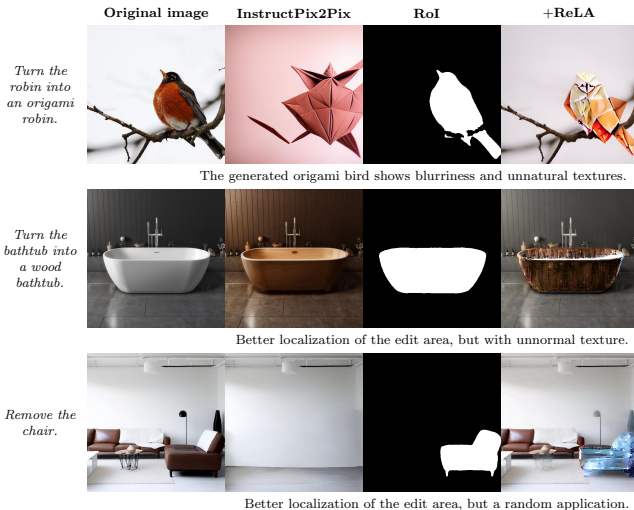 Original image InstructPix2Pix RoI +ReLA
Turn the
robin into
an origami
robin.
The generated origami bird shows blurriness and unnatural textures.
Turn the
bathtub into
a wood
bathtub.
Better localization of the edit area, but with unnormal texture.
Remove the
chair.
Better localization of the edit area, but a random application.